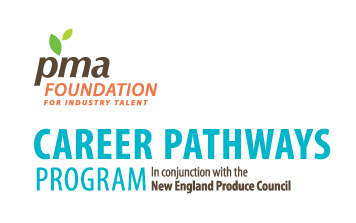 pma
FOUNDATION
FOR INDUSTRY TALENT
CAREER PATHWAYS
PROGRAM In conjunction with the
New England Produce Council